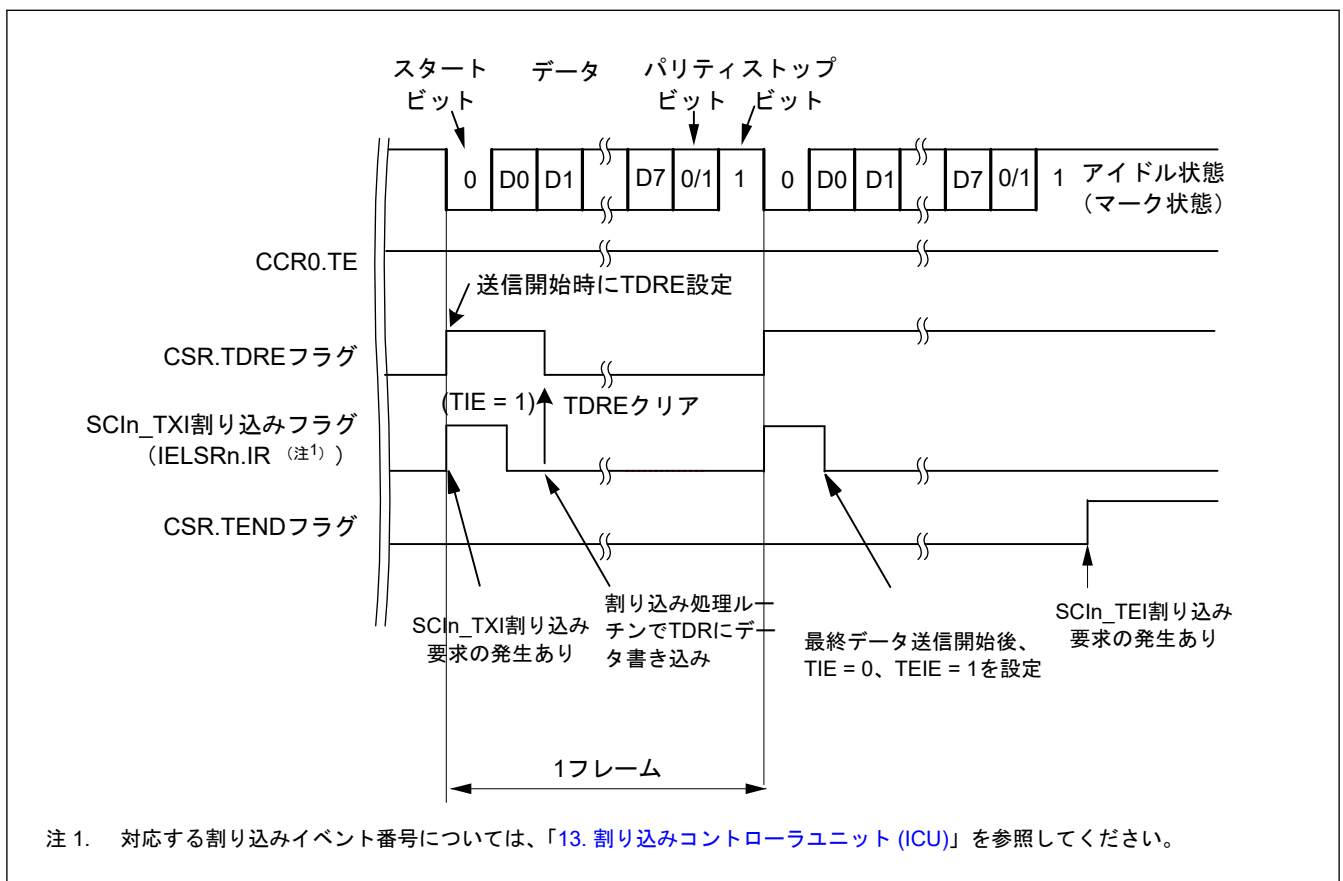 スタート
ビット
データ
パリティ
ビット
ストップ
ビット
0 D0 D1 D7 0/1 1 0 D0 D1 D7 0/1 1
アイドル状態
（マーク状態）
CCR0.TE
送信開始時にTDRE設定
CSR.TDREフラグ
(TIE = 1)
TDREクリア
SCIn_TXI割り込みフラグ
（IELSRn.IR （注1））
CSR.TENDフラグ
SCIn_TXI割り込み
要求の発生あり
割り込み処理ルー
チンでTDRにデー
タ書き込み
最終データ送信開始後、
TIE = 0、TEIE = 1を設定
SCIn_TEI割り込み
要求の発生あり
1フレーム
注 1. 対応する割り込みイベント番号については、「13. 割り込みコントローラユニット (ICU)」を参照してください。